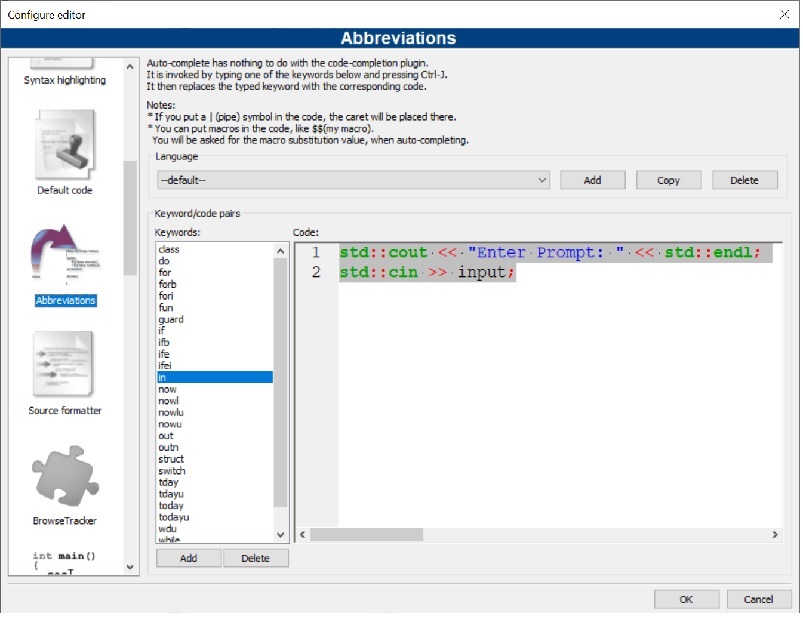 Configure editor
Abbreviations
Syntax highlighting
Default code
Abbreviations
Source formatter
BrowseTracker
int main()
{
Auto-complete has nothing to do with the code-completion plugin.
It is invoked by typing one of the keywords below and pressing Ctrl-J.
It then replaces the typed keyword with the corresponding code.
Notes:
* If you put a | (pipe) symbol in the code, the caret will be placed there.
* You can put macros in the code, like $$(my macro).
You will be asked for the macro substitution value, when auto-completing.
Language
--default--
Add
Copy
Delete
Keyword/code pairs
Keywords:
class
do
for
forb
fori
fun
guard
if
ifb
ife
ifei
in
now
nowl
nowlu
nowu
out
outn
struct
switch
tday
tdayu
today
todayu
wdu
while
Add
Delete
Code:
1 std::cout << "Enter Prompt: " << std::endl;
2 std::cin >> input;
OK
Cancel